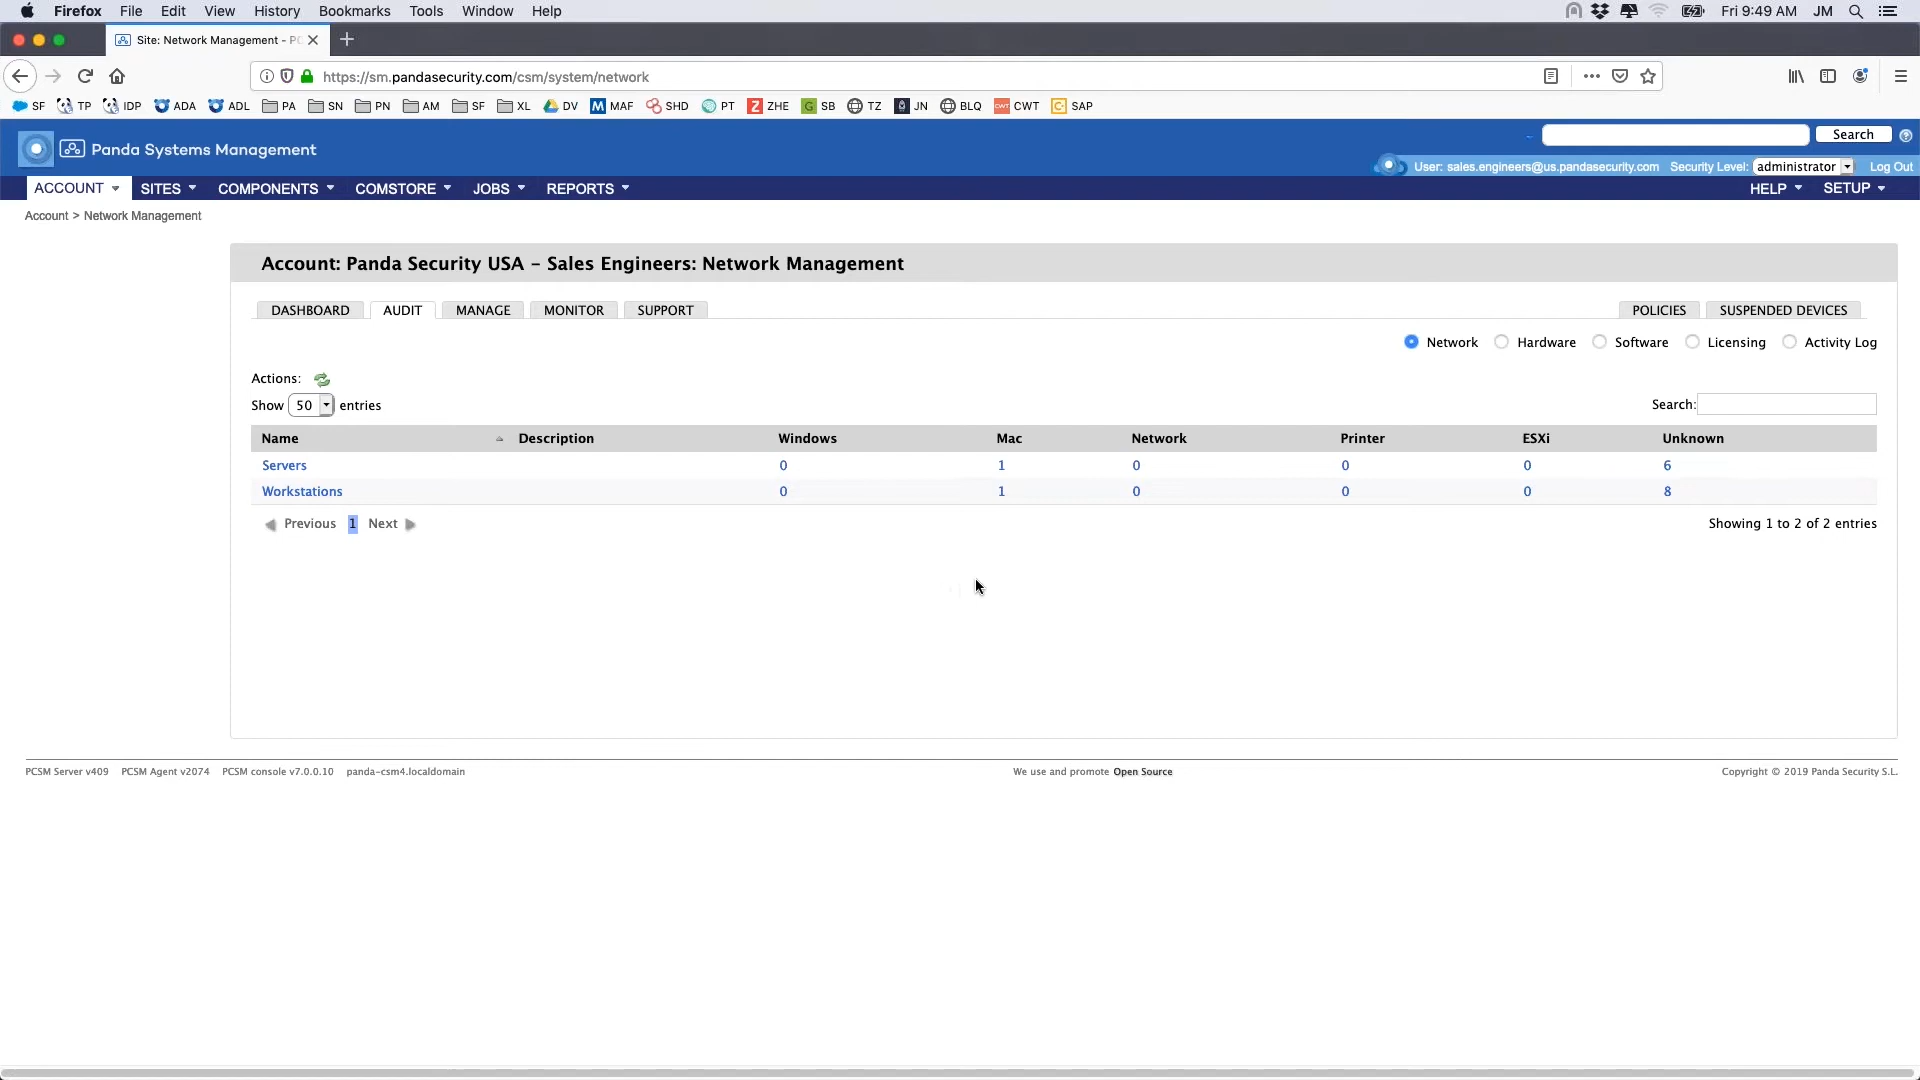 Firefox File Edit View History Bookmarks Tools Window Help Fri 9:49 AM JM
Site: Network Management - PC
https://sm.pandasecurity.com/csm/system/network
SF TP IDP ADA ADL PA SN PN AM SF XL DV MAF SHD PT ZHE SB TZ JN BLQ CWT SAP
Panda Systems Management
Search
User: sales.engineers@us.pandasecurity.com Security Level: administrator Log Out
ACCOUNT SITES COMPONENTS COMSTORE JOBS REPORTS HELP SETUP
Account > Network Management
Account: Panda Security USA - Sales Engineers: Network Management
DASHBOARD AUDIT MANAGE MONITOR SUPPORT POLICIES SUSPENDED DEVICES
Network Hardware Software Licensing Activity Log
Actions:
Show 50 entries Search:
Name Description Windows Mac Network Printer ESXi Unknown
Servers 0 1 0 0 0 6
Workstations 0 1 0 0 0 8
Previous 1 Next Showing 1 to 2 of 2 entries
PCSM Server v409 PCSM Agent v2074 PCSM console v7.0.0.10 panda-csm4.localdomain We use and promote Open Source Copyright © 2019 Panda Security S.L.